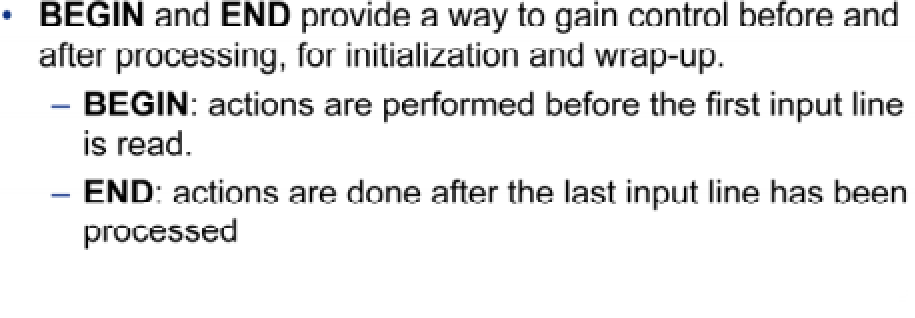 • BEGIN and END provide a way to gain control before and
after processing, for initialization and wrap-up.
– BEGIN: actions are performed before the first input line
is read.
– END: actions are done after the last input line has been
processed